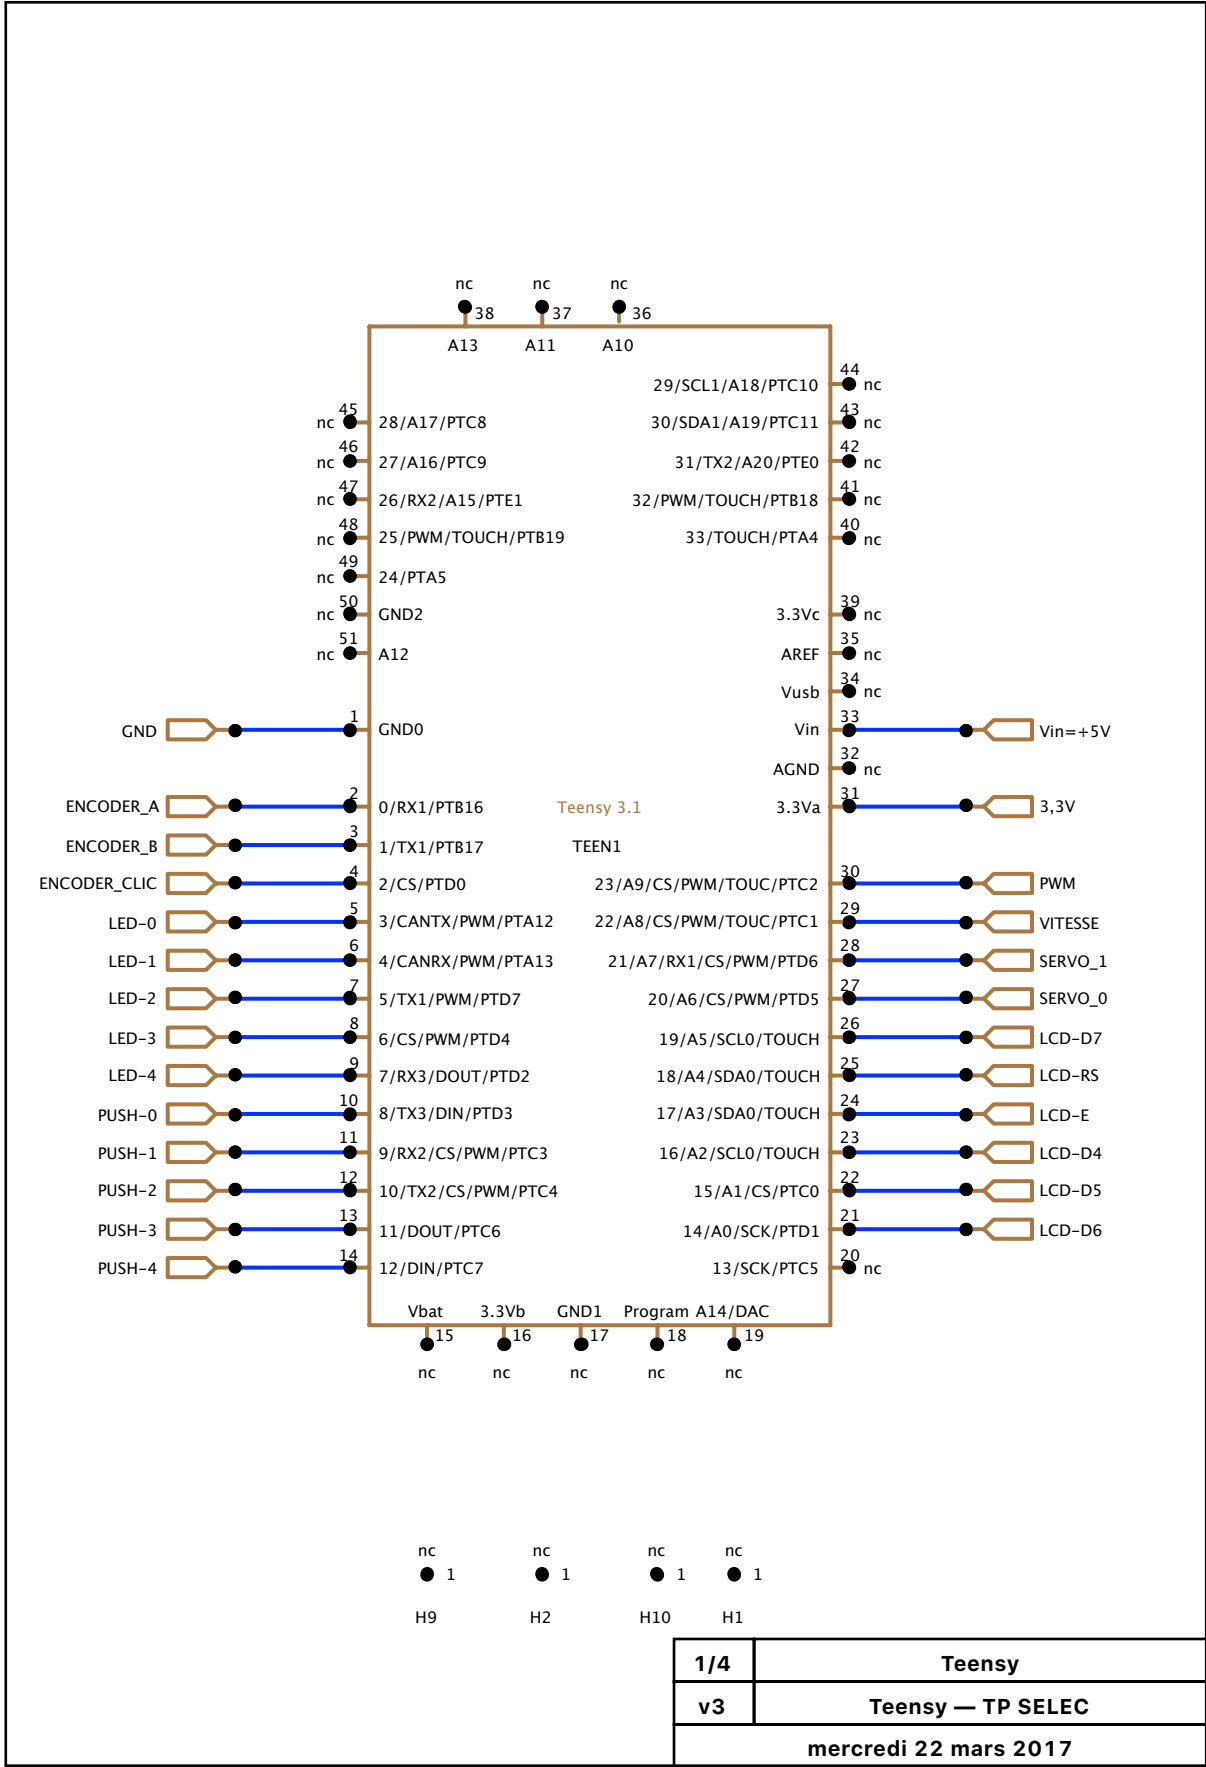 nc nc nc
38 37 36
A13 A11 A10
44
29/SCL1/A18/PTC10 nc
45 43
nc 28/A17/PTC8 30/SDA1/A19/PTC11 nc
46 42
nc 27/A16/PTC9 31/TX2/A20/PTE0 nc
47 41
nc 26/RX2/A15/PTE1 32/PWM/TOUCH/PTB18 nc
48 40
nc 25/PWM/TOUCH/PTB19 33/TOUCH/PTA4 nc
49
nc 24/PTA5
50 39
nc GND2 3.3Vc nc
51 35
nc A12 AREF nc
34
Vusb nc
1 33
GND GND0 Vin Vin=+5V
32
AGND nc
2 31
ENCODER_A 0/RX1/PTB16 Teensy 3.1 3.3Va 3,3V
3
ENCODER_B 1/TX1/PTB17 TEEN1
4 30
ENCODER_CLIC 2/CS/PTD0 23/A9/CS/PWM/TOUC/PTC2 PWM
5 29
LED-0 3/CANTX/PWM/PTA12 22/A8/CS/PWM/TOUC/PTC1 VITESSE
6 28
LED-1 4/CANRX/PWM/PTA13 21/A7/RX1/CS/PWM/PTD6 SERVO_1
7 27
LED-2 5/TX1/PWM/PTD7 20/A6/CS/PWM/PTD5 SERVO_0
8 26
LED-3 6/CS/PWM/PTD4 19/A5/SCL0/TOUCH LCD-D7
9 25
LED-4 7/RX3/DOUT/PTD2 18/A4/SDA0/TOUCH LCD-RS
10 24
PUSH-0 8/TX3/DIN/PTD3 17/A3/SDA0/TOUCH LCD-E
11 23
PUSH-1 9/RX2/CS/PWM/PTC3 16/A2/SCL0/TOUCH LCD-D4
12 22
PUSH-2 10/TX2/CS/PWM/PTC4 15/A1/CS/PTC0 LCD-D5
13 21
PUSH-3 11/DOUT/PTC6 14/A0/SCK/PTD1 LCD-D6
14 20
PUSH-4 12/DIN/PTC7 13/SCK/PTC5 nc
Vbat 3.3Vb GND1 Program A14/DAC
15 16 17 18 19
nc nc nc nc nc
nc nc nc nc
1 1 1 1
H9 H2 H10 H1
1/4 Teensy
v3 Teensy — TP SELEC
mercredi 22 mars 2017